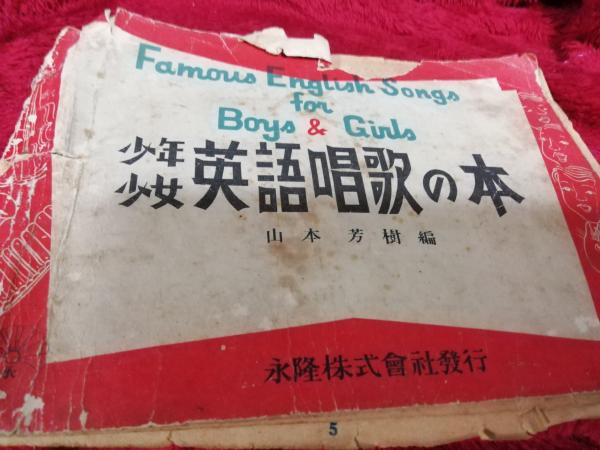 Famous English Songs
for
Boys & Girls
少年
少女
英語唱歌の本
山本芳樹編
永隆株式會社發行
5